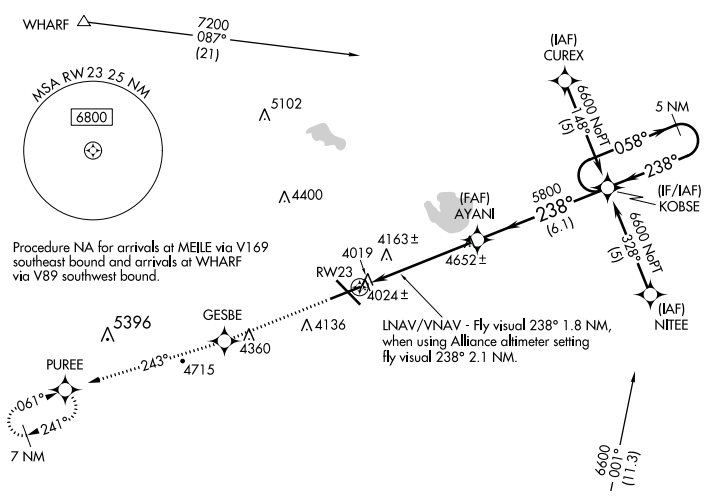 WHARF
7200
087°
(21)
(IAF)
CUREX
MSA RW23 25 NM
6800
5102
6600 NoPT
148°
(5)
5 NM
058°
238°
4400
(FAF)
AYANI
5800
238°
(6.1)
(IF/IAF)
KOBSE
Procedure NA for arrivals at MEILE via V169
southeast bound and arrivals at WHARF
via V89 southwest bound.
4163±
4019
RW23
4652±
4024±
6600 NoPT
328°
(5)
(IAF)
NITEE
5396
GESBE
4136
4360
LNAV/VNAV - Fly visual 238° 1.8 NM,
when using Alliance altimeter setting
fly visual 238° 2.1 NM.
243°
4715
PUREE
061°
241°
7 NM
6600
001°
(11.3)